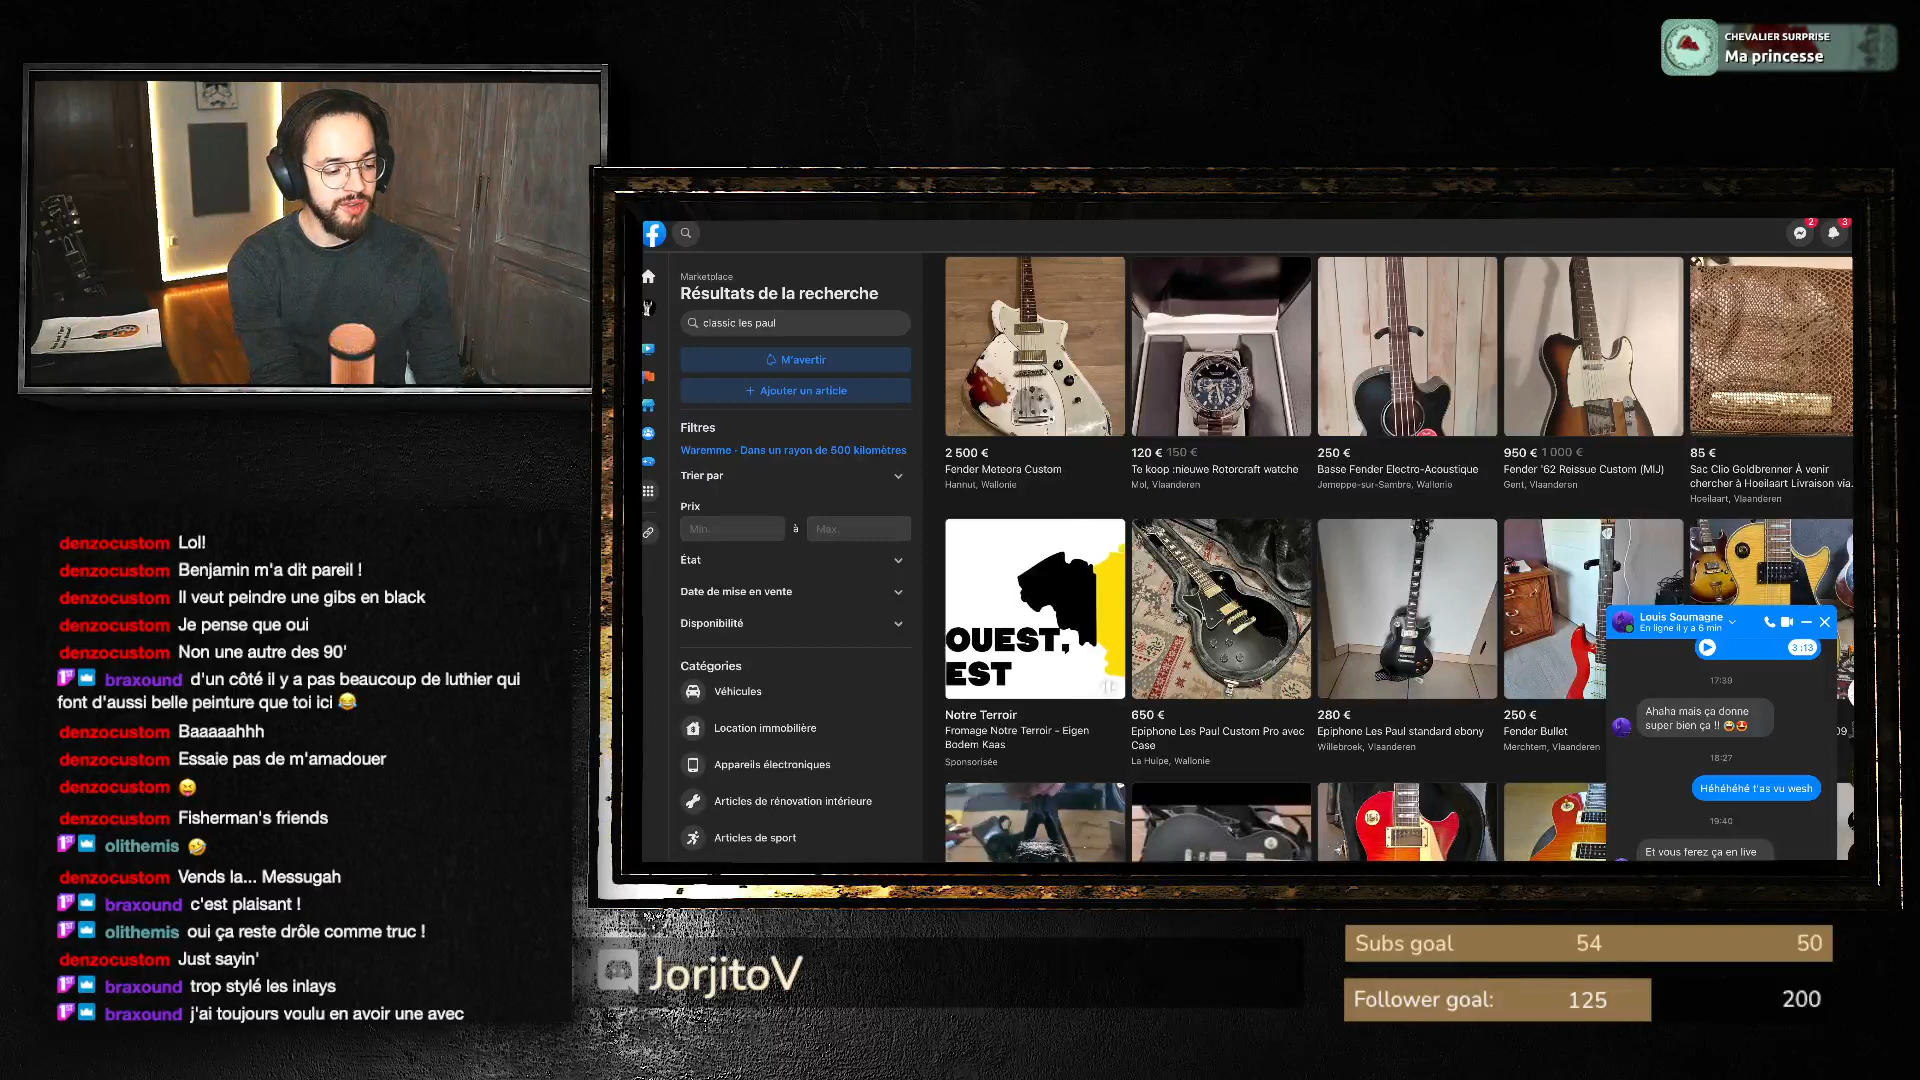 CHEVALIER SURPRISE
Ma princesse
2
3
Marketplace
Résultats de la recherche
classic les paul
M'avertir
+ Ajouter un article
Filtres
Waremme · Dans un rayon de 500 kilomètres
Trier par
Prix
Min.
à
Max.
État
Date de mise en vente
Disponibilité
Catégories
Véhicules
Location immobilière
Appareils électroniques
Articles de rénovation intérieure
Articles de sport
2 500 €
Fender Meteora Custom
Hannut, Wallonie
120 € 150 €
Te koop :nieuwe Rotorcraft watche
Mol, Vlaanderen
250 €
Basse Fender Electro-Acoustique
Jemeppe-sur-Sambre, Wallonie
950 € 1 000 €
Fender '62 Reissue Custom (MIJ)
Gent, Vlaanderen
85 €
Sac Clio Goldbrenner À venir
chercher à Hoeilaart Livraison via.
Hoeilaart, Vlaanderen
OUEST,
EST
Notre Terroir
Fromage Notre Terroir – Eigen
Bodem Kaas
Sponsorisée
650 €
Epiphone Les Paul Custom Pro avec
Case
La Hulpe, Wallonie
280 €
Epiphone Les Paul standard ebony
Willebroek, Vlaanderen
250 €
Fender Bullet
Merchtem, Vlaanderen
Louis Soumagne
En ligne il y a 6 min
3:13
17:39
Ahaha mais ça donne
super bien ça !! 😂🤩
18:27
Héhéhéhé t'as vu wesh
19:40
Et vous ferez ça en live
denzocustom Lol!
denzocustom Benjamin m'a dit pareil !
denzocustom Il veut peindre une gibs en black
denzocustom Je pense que oui
denzocustom Non une autre des 90'
braxound d'un côté il y a pas beaucoup de luthier qui
font d'aussi belle peinture que toi ici 😂
denzocustom Baaaaahhh
denzocustom Essaie pas de m'amadouer
denzocustom 😝
denzocustom Fisherman's friends
olithemis 🤣
denzocustom Vends la... Messugah
braxound c'est plaisant !
olithemis oui ça reste drôle comme truc !
denzocustom Just sayin'
braxound trop stylé les inlays
braxound j'ai toujours voulu en avoir une avec
JorjitoV
Subs goal 54 50
Follower goal: 125 200